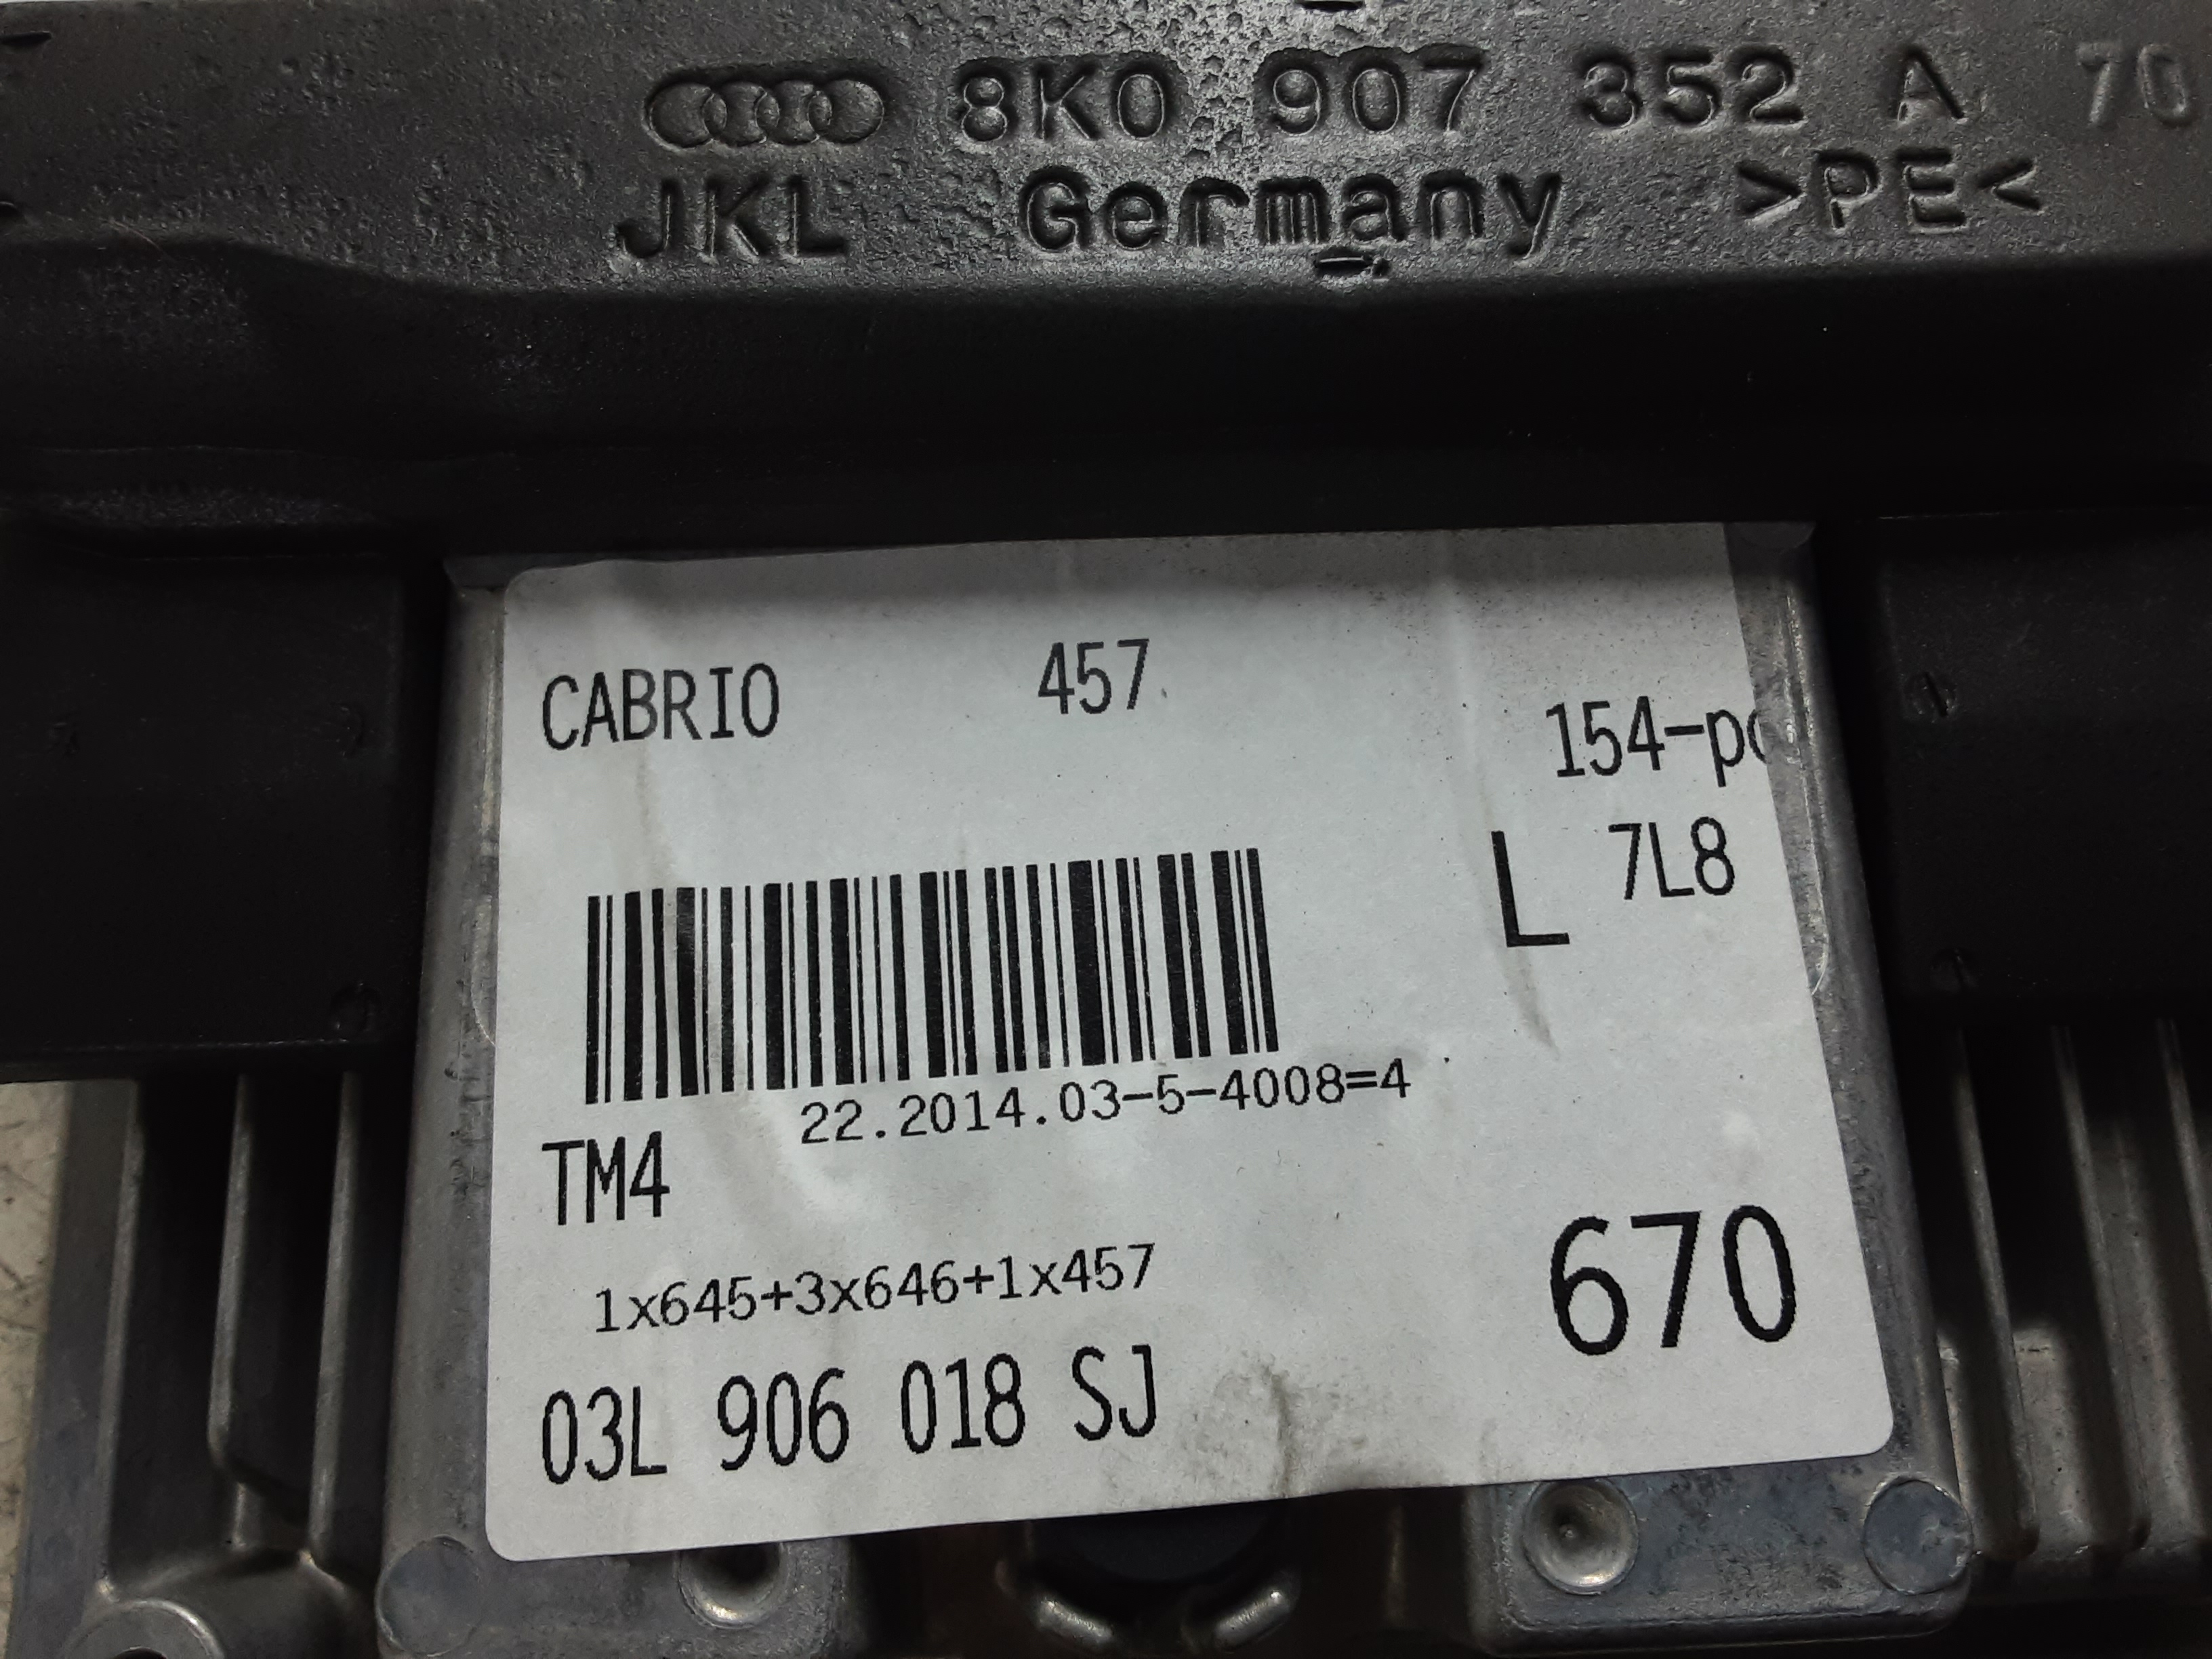 8K0 907 352 A 70
JKL Germany >PE<
CABRIO 457
154-p
L 7L8
22.2014.03-5-4008=4
TM4
1x645+3x646+1x457
670
03L 906 018 SJ